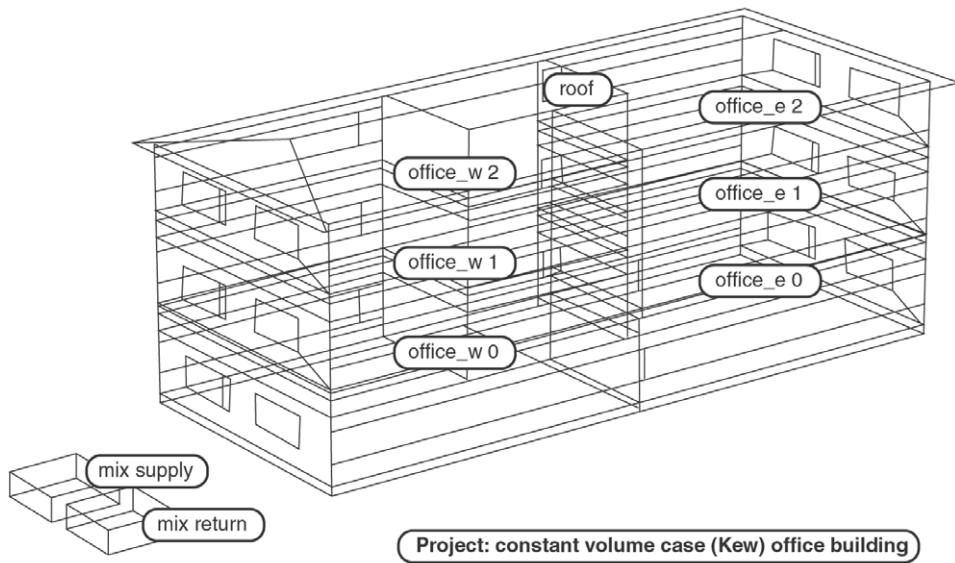 roof
office_e 2
office_w 2
office_e 1
office_w 1
office_e 0
office_w 0
mix supply
mix return
Project: constant volume case (Kew) office building